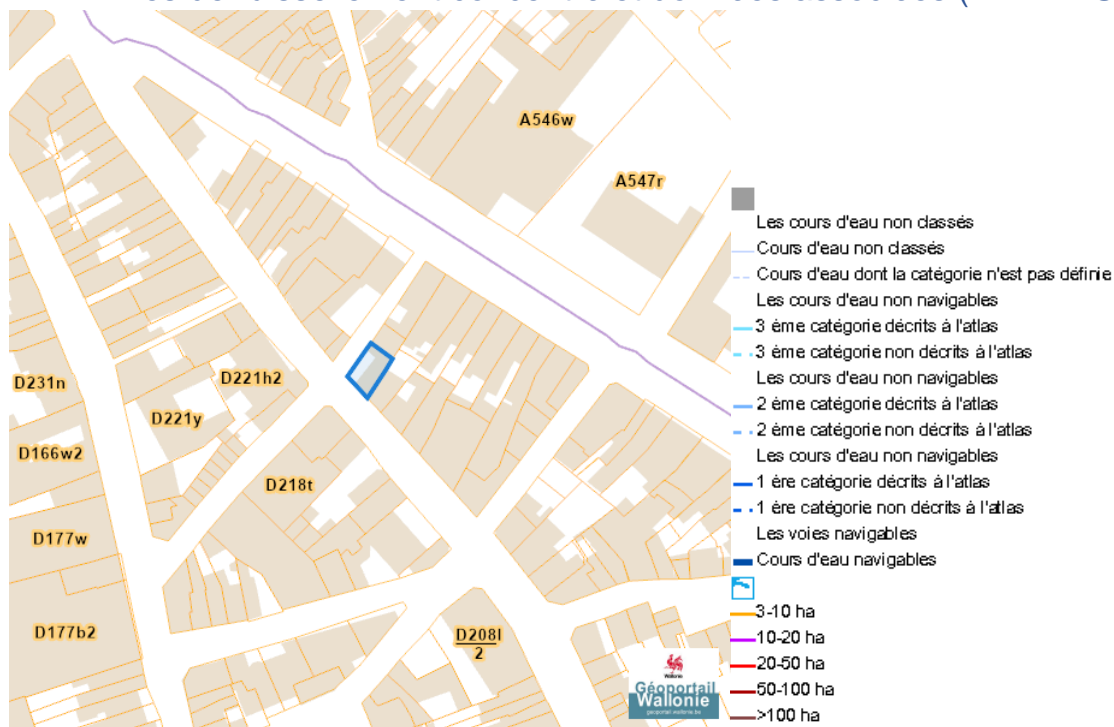 A546w
A547r
D231n
D221h2
D221y
D166w2
D218t
D177w
D177b2
D208l
2
Wallonie
Géoportail
Wallonie
geoportail.wallonie.be
Les cours d'eau non classés
Cours d'eau non classés
Cours d'eau dont la catégorie n'est pas définie
Les cours d'eau non navigables
3 ème catégorie décrits à l'atlas
3 ème catégorie non décrits à l'atlas
Les cours d'eau non navigables
2 ème catégorie décrits à l'atlas
2 ème catégorie non décrits à l'atlas
Les cours d'eau non navigables
1 ère catégorie décrits à l'atlas
1 ère catégorie non décrits à l'atlas
Les voies navigables
Cours d'eau navigables
3-10 ha
10-20 ha
20-50 ha
50-100 ha
>100 ha